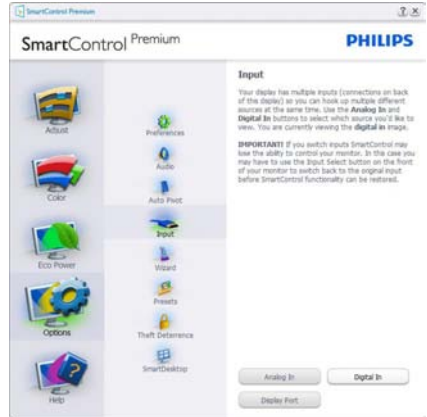 SmartControl Premium
SmartControl Premium
PHILIPS
Adjust
Color
Eco Power
Options
Help
Preferences
Audio
Auto Pivot
Input
Wizard
Presets
Theft Deterrence
SmartDesktop
Input
Your display has multiple inputs (connections on back
of this display) so you can hook up multiple different
sources at the same time. Use the Analog In and
Digital In buttons to select which source you'd like to
view. You are currently viewing the digital in image.
IMPORTANT! If you switch inputs SmartControl may
lose the ability to control your monitor. In the case you
may have to use the Input Select button on the front
of your monitor to switch back to the original input
before SmartControl functionality can be restored.
Analog In
Digital In
Display Port